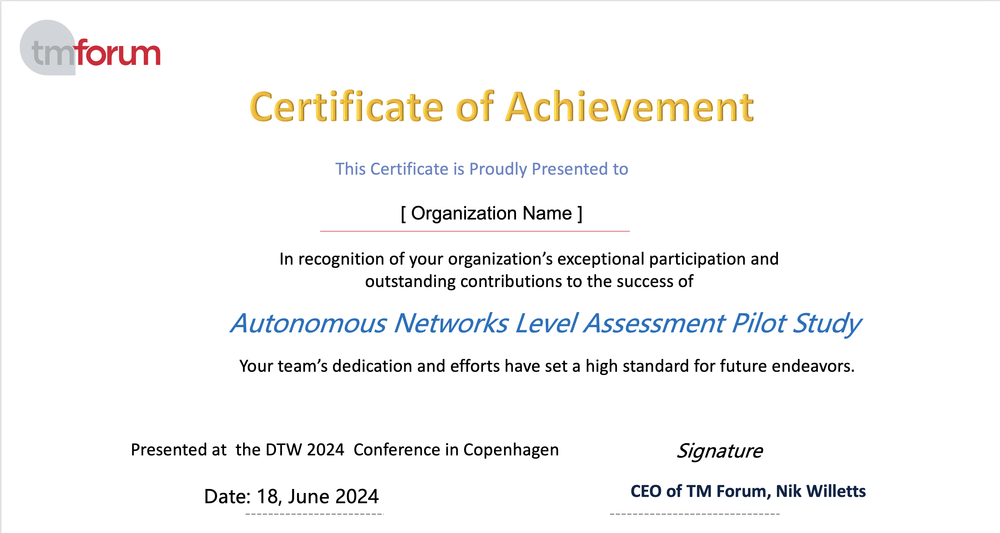 tmforum
Certificate of Achievement
This Certificate is Proudly Presented to
[ Organization Name ]
In recognition of your organization’s exceptional participation and
outstanding contributions to the success of
Autonomous Networks Level Assessment Pilot Study
Your team’s dedication and efforts have set a high standard for future endeavors.
Presented at  the DTW 2024  Conference in Copenhagen
Signature
Date: 18, June 2024
CEO of TM Forum, Nik Willetts